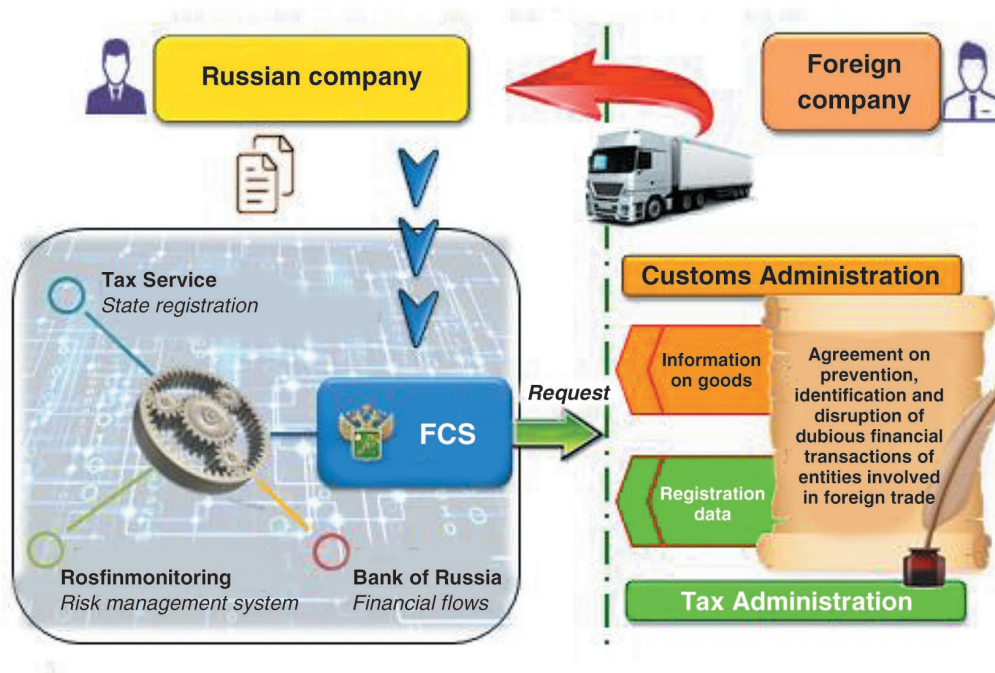 Russian company
Foreign
company
Tax Service
State registration
FCS
Rosfinmonitoring
Risk management system
Bank of Russia
Financial flows
Request
Customs Administration
Information
on goods
Registration
data
Agreement on
prevention,
identification and
disruption of
dubious financial
transactions of
entities involved
in foreign trade
Tax Administration